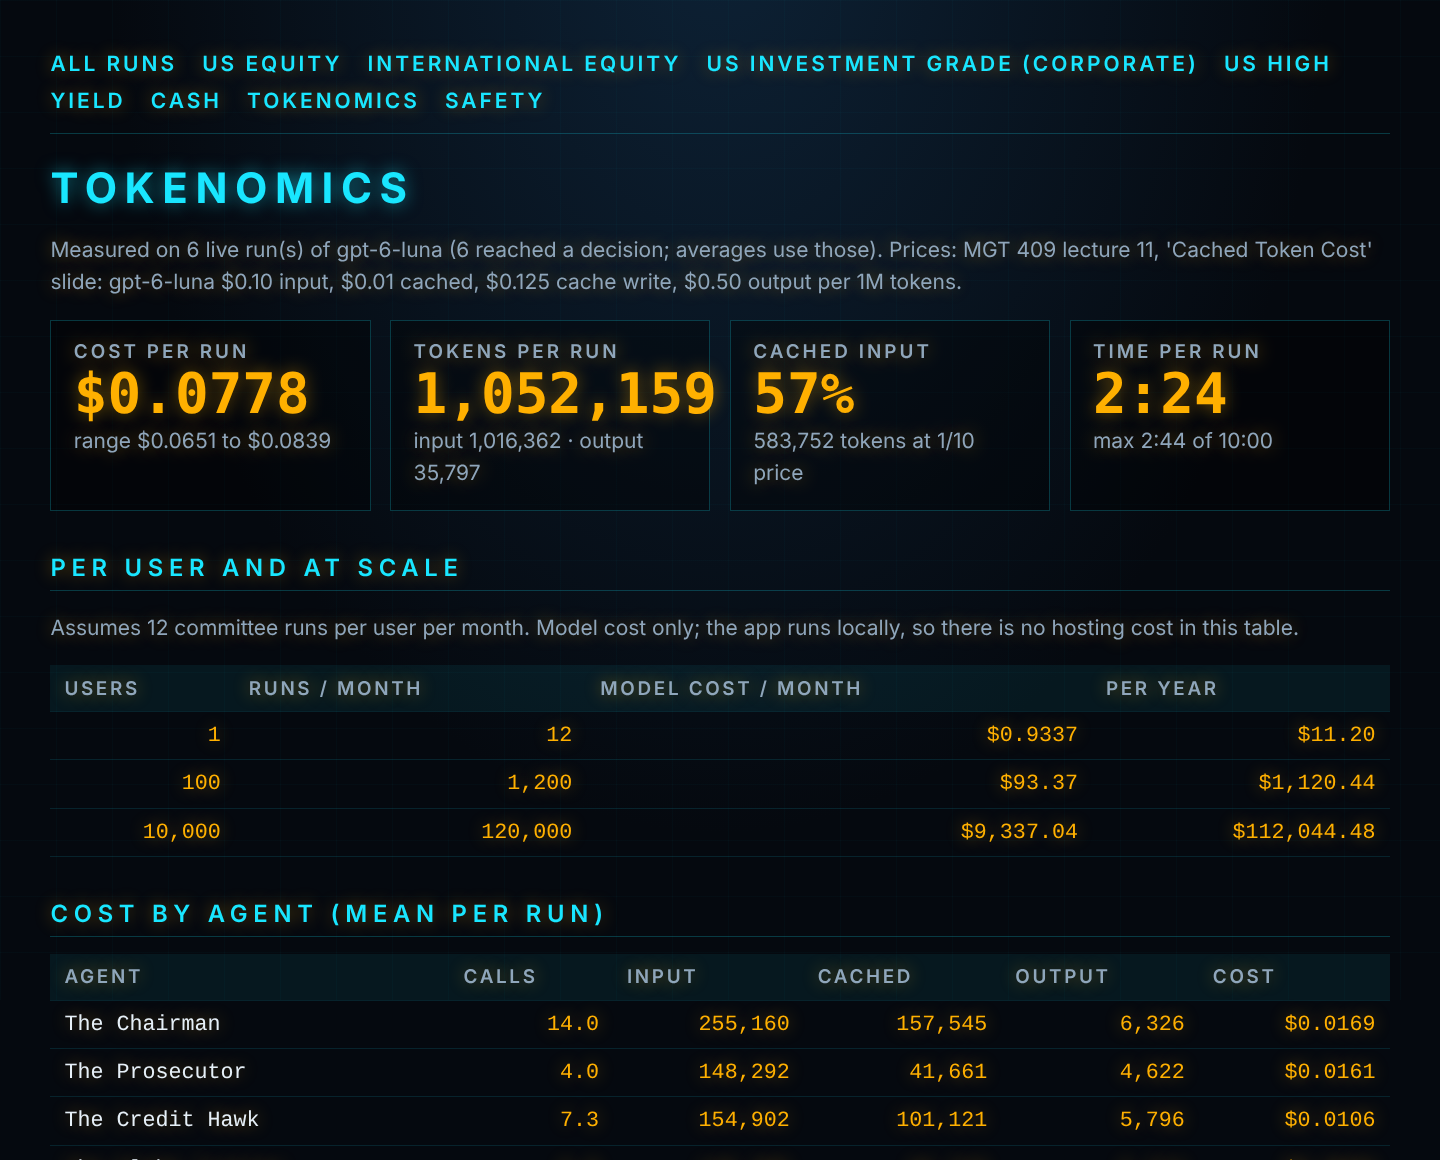 ALL RUNS US EQUITY INTERNATIONAL EQUITY US INVESTMENT GRADE (CORPORATE) US HIGH
YIELD CASH TOKENOMICS SAFETY
TOKENOMICS
Measured on 6 live run(s) of gpt-6-luna (6 reached a decision; averages use those). Prices: MGT 409 lecture 11, 'Cached Token Cost'
slide: gpt-6-luna $0.10 input, $0.01 cached, $0.125 cache write, $0.50 output per 1M tokens.
COST PER RUN
$0.0778
range $0.0651 to $0.0839
TOKENS PER RUN
1,052,159
input 1,016,362 · output
35,797
CACHED INPUT
57%
583,752 tokens at 1/10
price
TIME PER RUN
2:24
max 2:44 of 10:00
PER USER AND AT SCALE
Assumes 12 committee runs per user per month. Model cost only; the app runs locally, so there is no hosting cost in this table.
USERS RUNS / MONTH MODEL COST / MONTH PER YEAR
1 12 $0.9337 $11.20
100 1,200 $93.37 $1,120.44
10,000 120,000 $9,337.04 $112,044.48
COST BY AGENT (MEAN PER RUN)
AGENT CALLS INPUT CACHED OUTPUT COST
The Chairman 14.0 255,160 157,545 6,326 $0.0169
The Prosecutor 4.0 148,292 41,661 4,622 $0.0161
The Credit Hawk 7.3 154,902 101,121 5,796 $0.0106